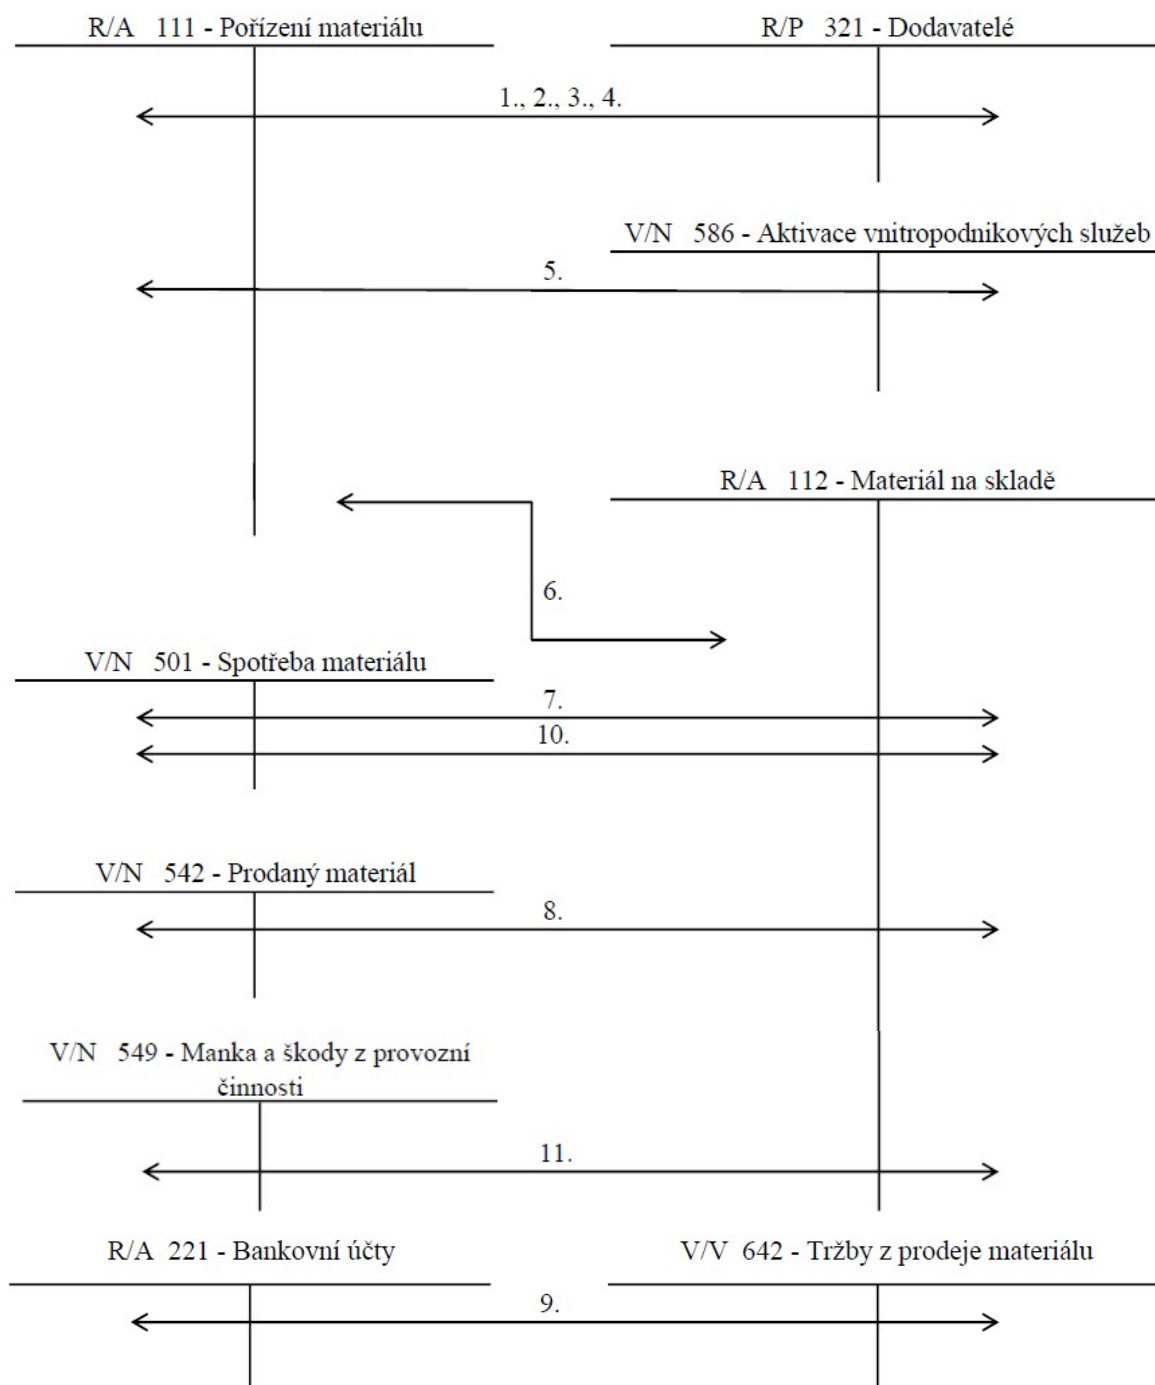 R/A 111 - Pořízení materiálu
R/P 321 - Dodavatelé
1., 2., 3., 4.
V/N 586 - Aktivace vnitropodnikových služeb
5.
R/A 112 - Materiál na skladě
6.
V/N 501 - Spotřeba materiálu
7.
10.
V/N 542 - Prodaný materiál
8.
V/N 549 - Manka a škody z provozní
činnosti
11.
R/A 221 - Bankovní účty
V/V 642 - Tržby z prodeje materiálu
9.